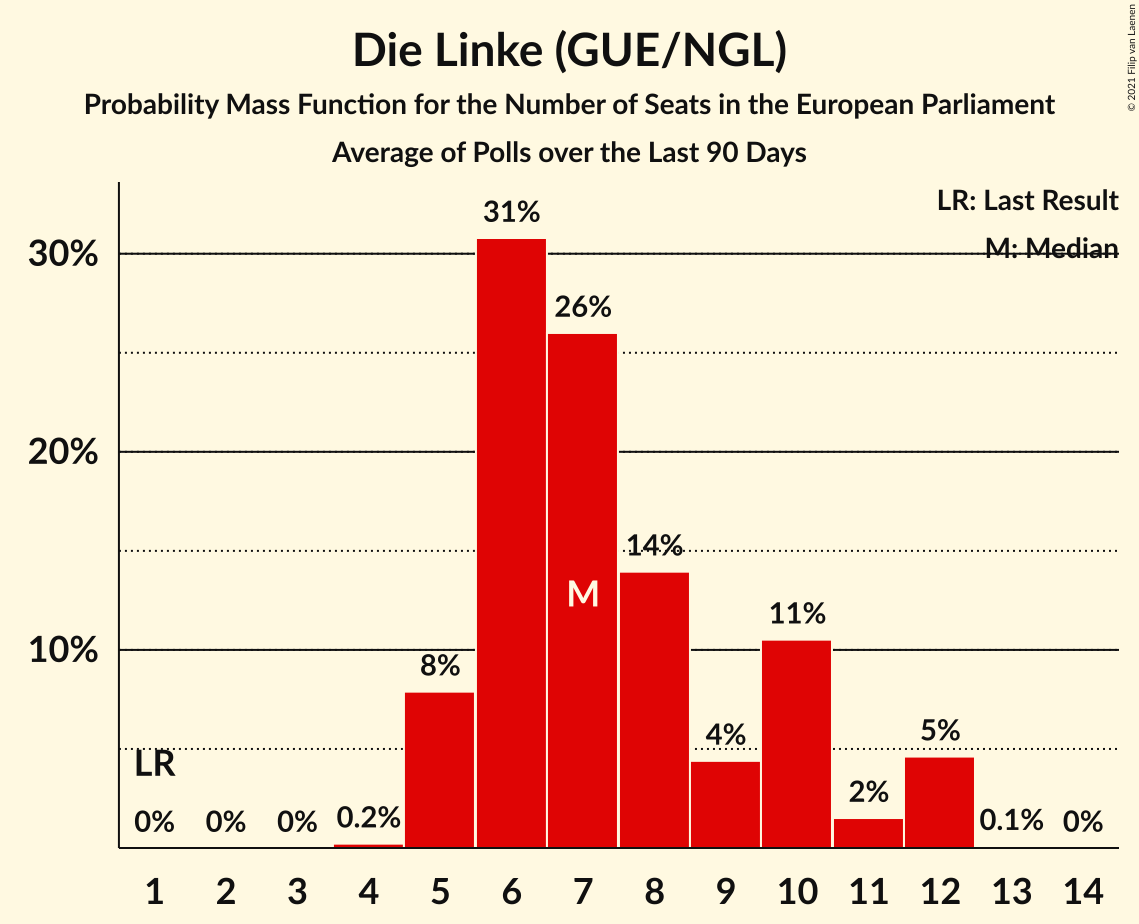 Die Linke (GUE/NGL)
Probability Mass Function for the Number of Seats in the European Parliament
Average of Polls over the Last 90 Days
© 2021 Filip van Laenen
LR: Last Result
M: Median
30%
20%
10%
31%
26%
14%
M
11%
8%
4%
5%
LR
2%
0%
0%
0%
0.2%
0.1%
0%
1 2 3 4 5 6 7 8 9 10 11 12 13 14